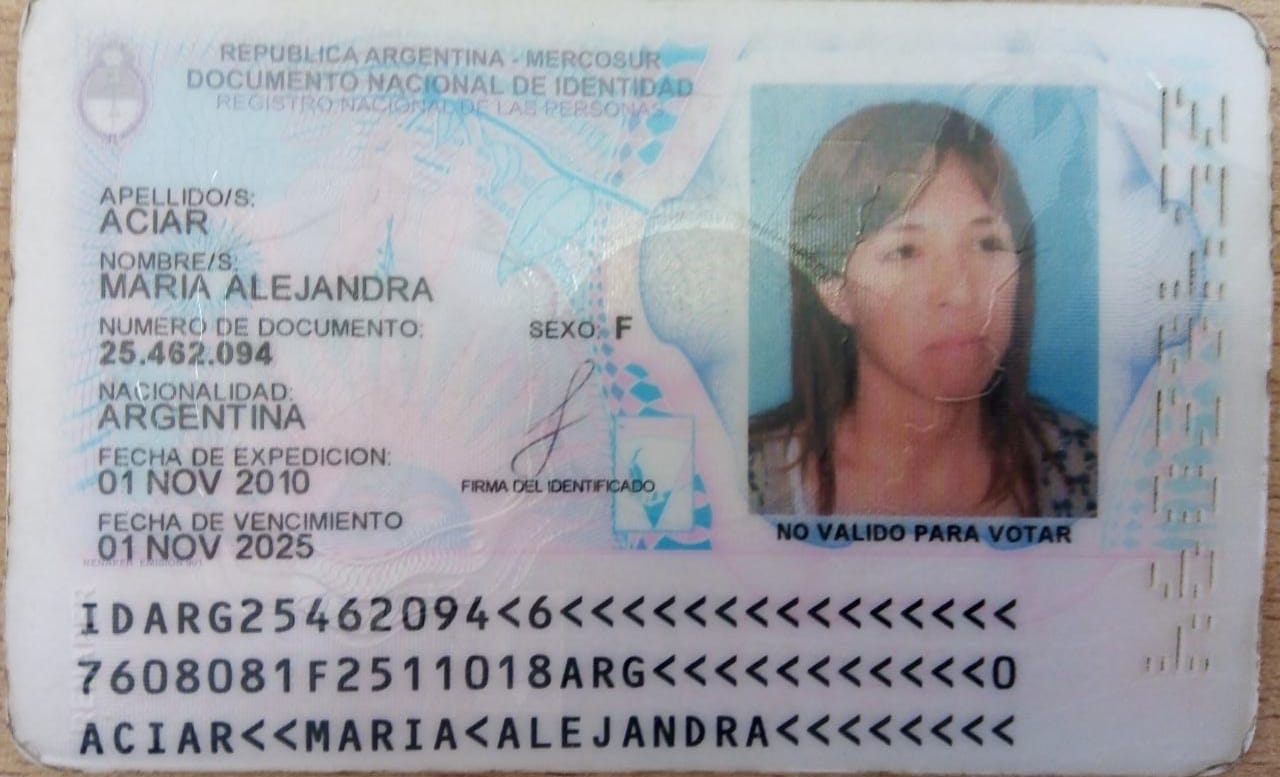 REPUBLICA ARGENTINA - MERCOSUR
DOCUMENTO NACIONAL DE IDENTIDAD
REGISTRO NACIONAL DE LAS PERSONAS
APELLIDO/S:
ACIAR
NOMBRE/S:
MARIA ALEJANDRA
NUMERO DE DOCUMENTO:
25.462.094
SEXO: F
NACIONALIDAD:
ARGENTINA
FECHA DE EXPEDICION:
01 NOV 2010
FIRMA DEL IDENTIFICADO
FECHA DE VENCIMIENTO
01 NOV 2025
NO VALIDO PARA VOTAR
IDARG25462094<6<<<<<<<<<<<<<<<
7608081F2511018ARG<<<<<<<<<<<0
ACIAR<<MARIA<ALEJANDRA<<<<<<<<